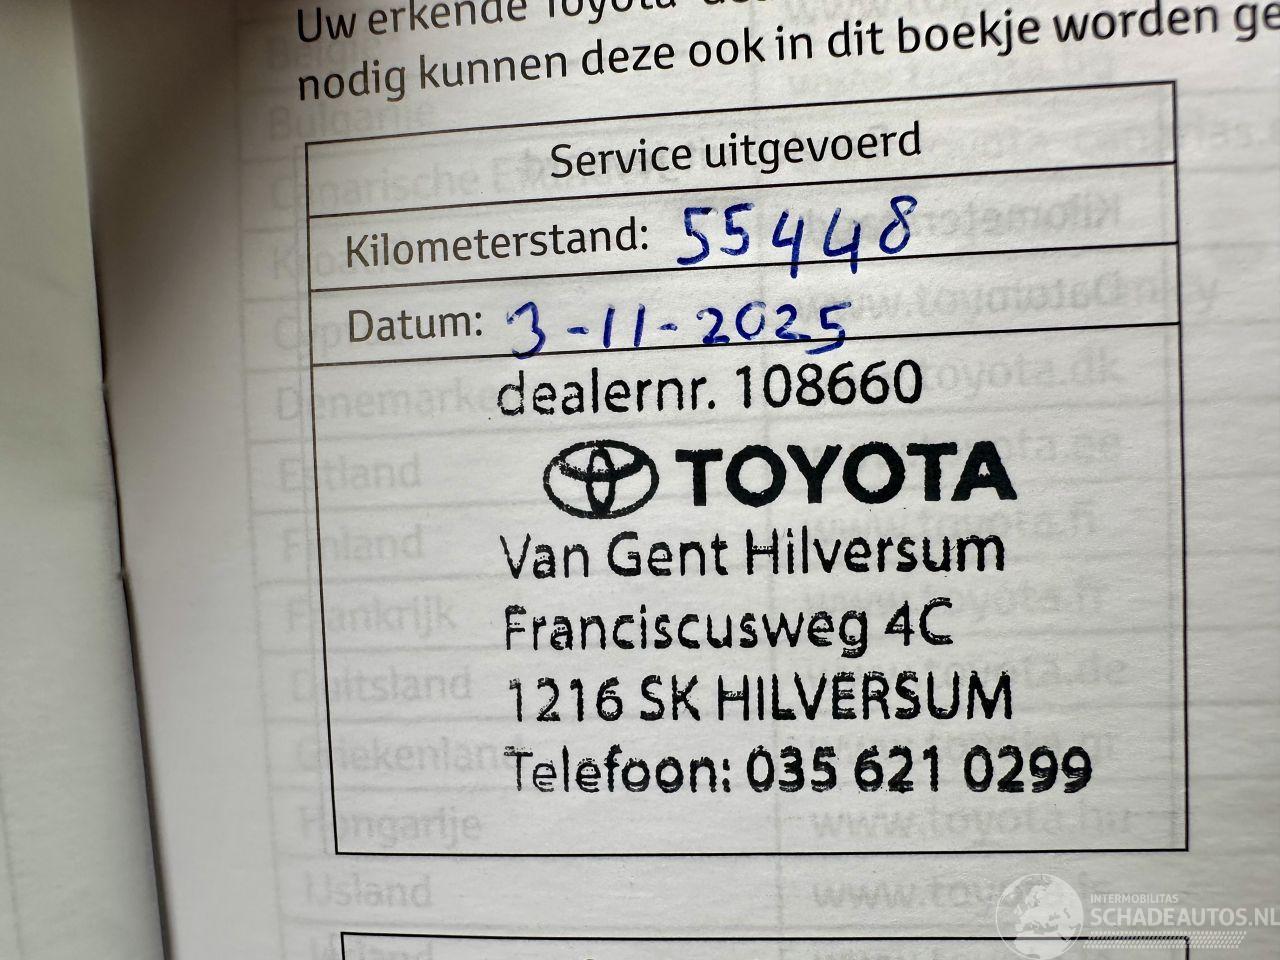 Uw erkende Toyota
nodig kunnen deze ook in dit boekje worden ge
Service uitgevoerd
Kilometerstand: 55448
Datum: 3-11-2025
dealernr. 108660
TOYOTA
Van Gent Hilversum
Franciscusweg 4C
1216 SK HILVERSUM
Telefoon: 035 621 0299
INTERMOBILITAS
SCHADEAUTOS.NL